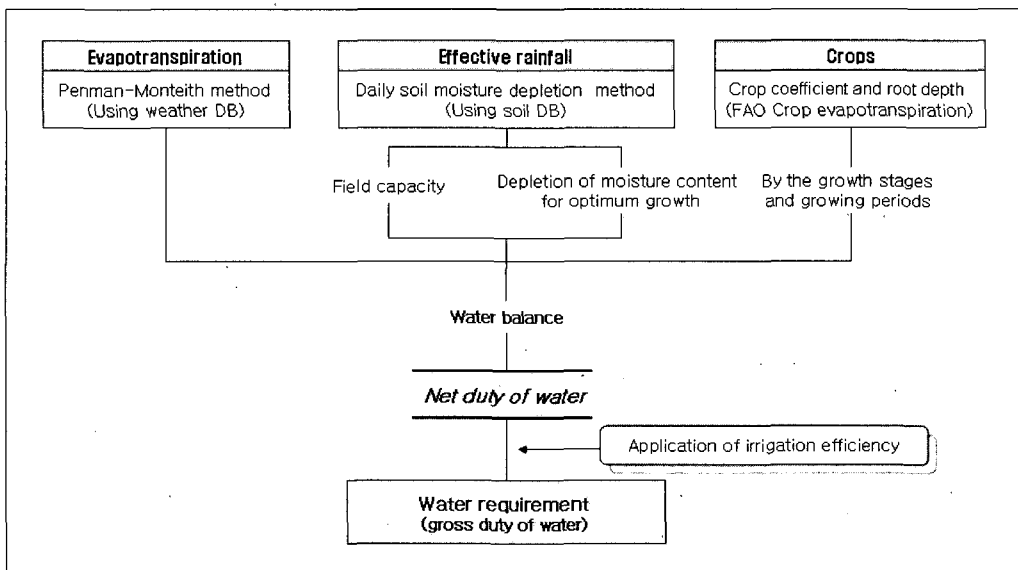 Evapotranspiration
Penman-Monteith method
(Using weather DB)
Effective rainfall
Daily soil moisture depletion method
(Using soil DB)
Crops
Crop coefficient and root depth
(FAO Crop evapotranspiration)
Field capacity
Depletion of moisture content
for optimum growth
By the growth stages
and growing periods
Water balance
Net duty of water
Application of irrigation efficiency
Water requirement
(gross duty of water)